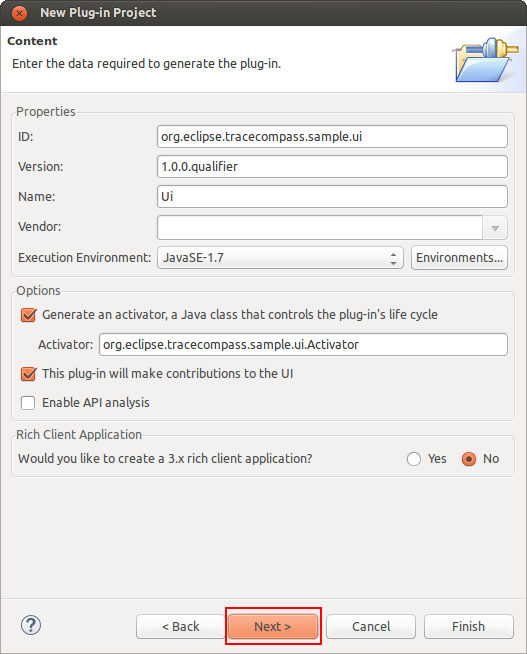 New Plug-in Project
Content
Enter the data required to generate the plug-in.
Properties
ID: org.eclipse.tracecompass.sample.ui
Version: 1.0.0.qualifier
Name: Ui
Vendor:
Execution Environment: JavaSE-1.7 Environments...
Options
Generate an activator, a Java class that controls the plug-in's life cycle
Activator: org.eclipse.tracecompass.sample.ui.Activator
This plug-in will make contributions to the UI
Enable API analysis
Rich Client Application
Would you like to create a 3.x rich client application? Yes No
? < Back Next > Cancel Finish